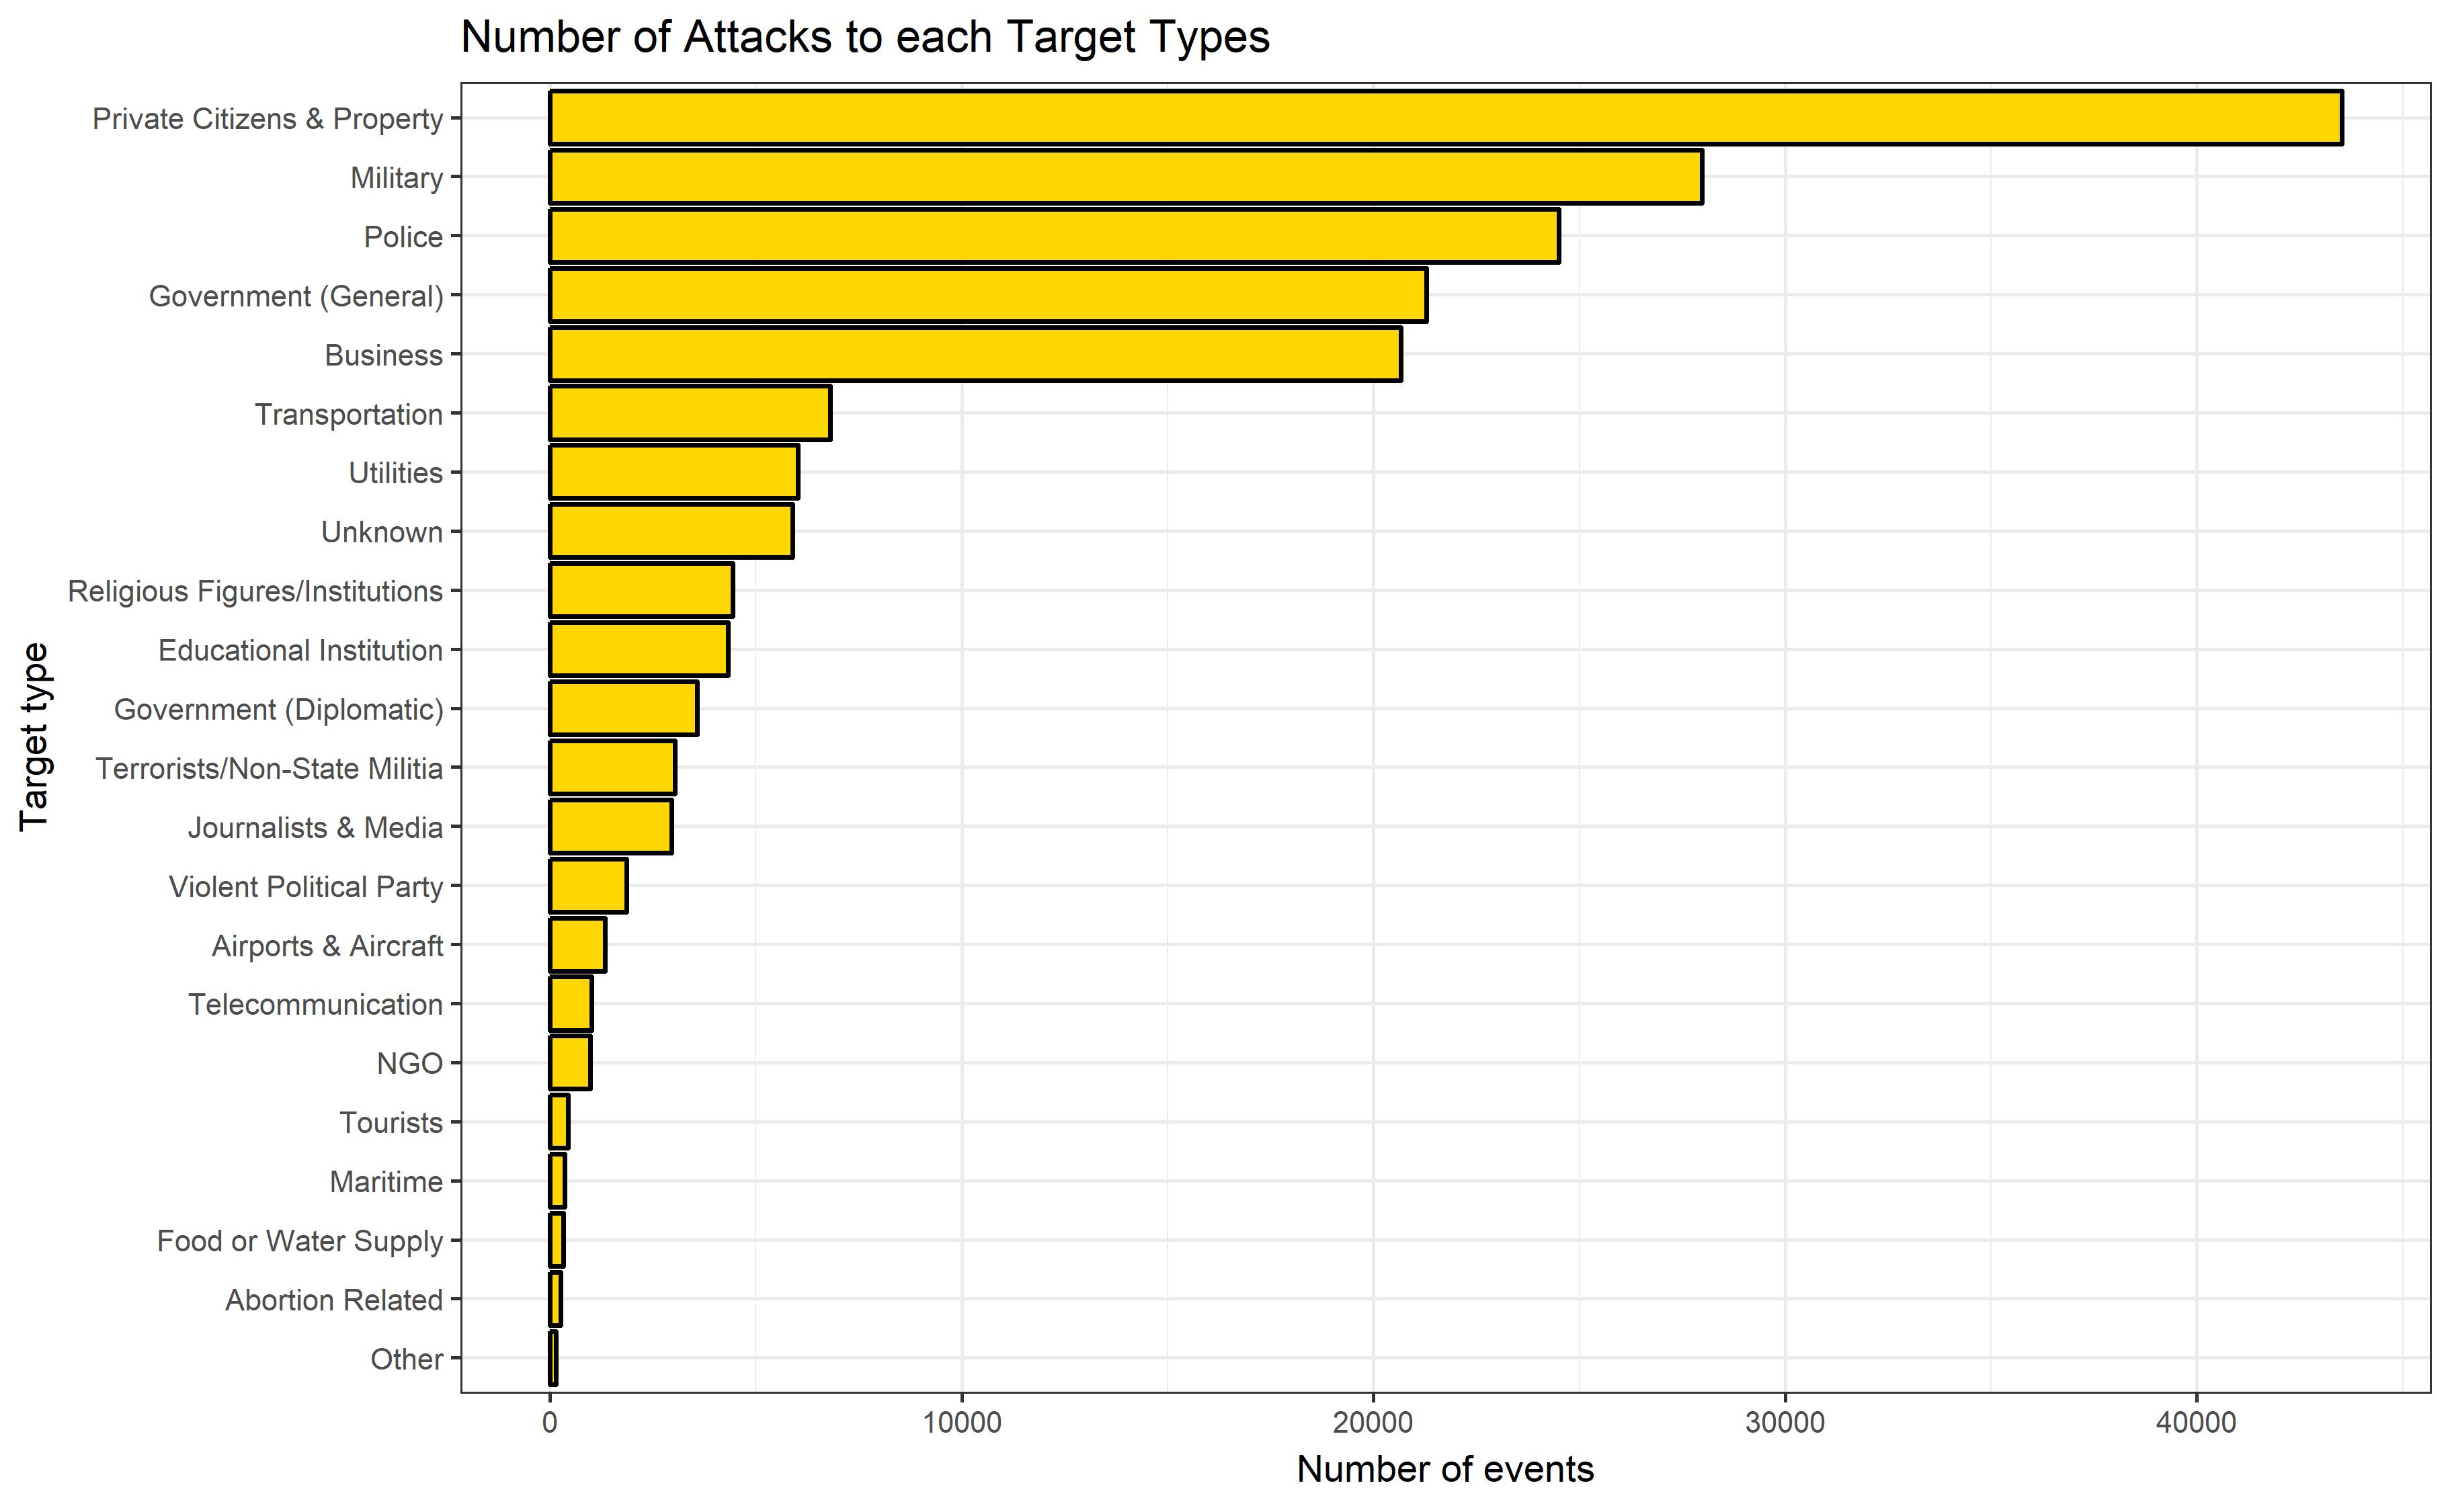 Number of Attacks to each Target Types
Private Citizens & Property
Military
Police
Government (General)
Business
Transportation
Utilities
Unknown
Religious Figures/Institutions
Educational Institution
Government (Diplomatic)
Terrorists/Non-State Militia
Journalists & Media
Violent Political Party
Airports & Aircraft
Telecommunication
NGO
Tourists
Maritime
Food or Water Supply
Abortion Related
Other
Target type
0 10000 20000 30000 40000
Number of events